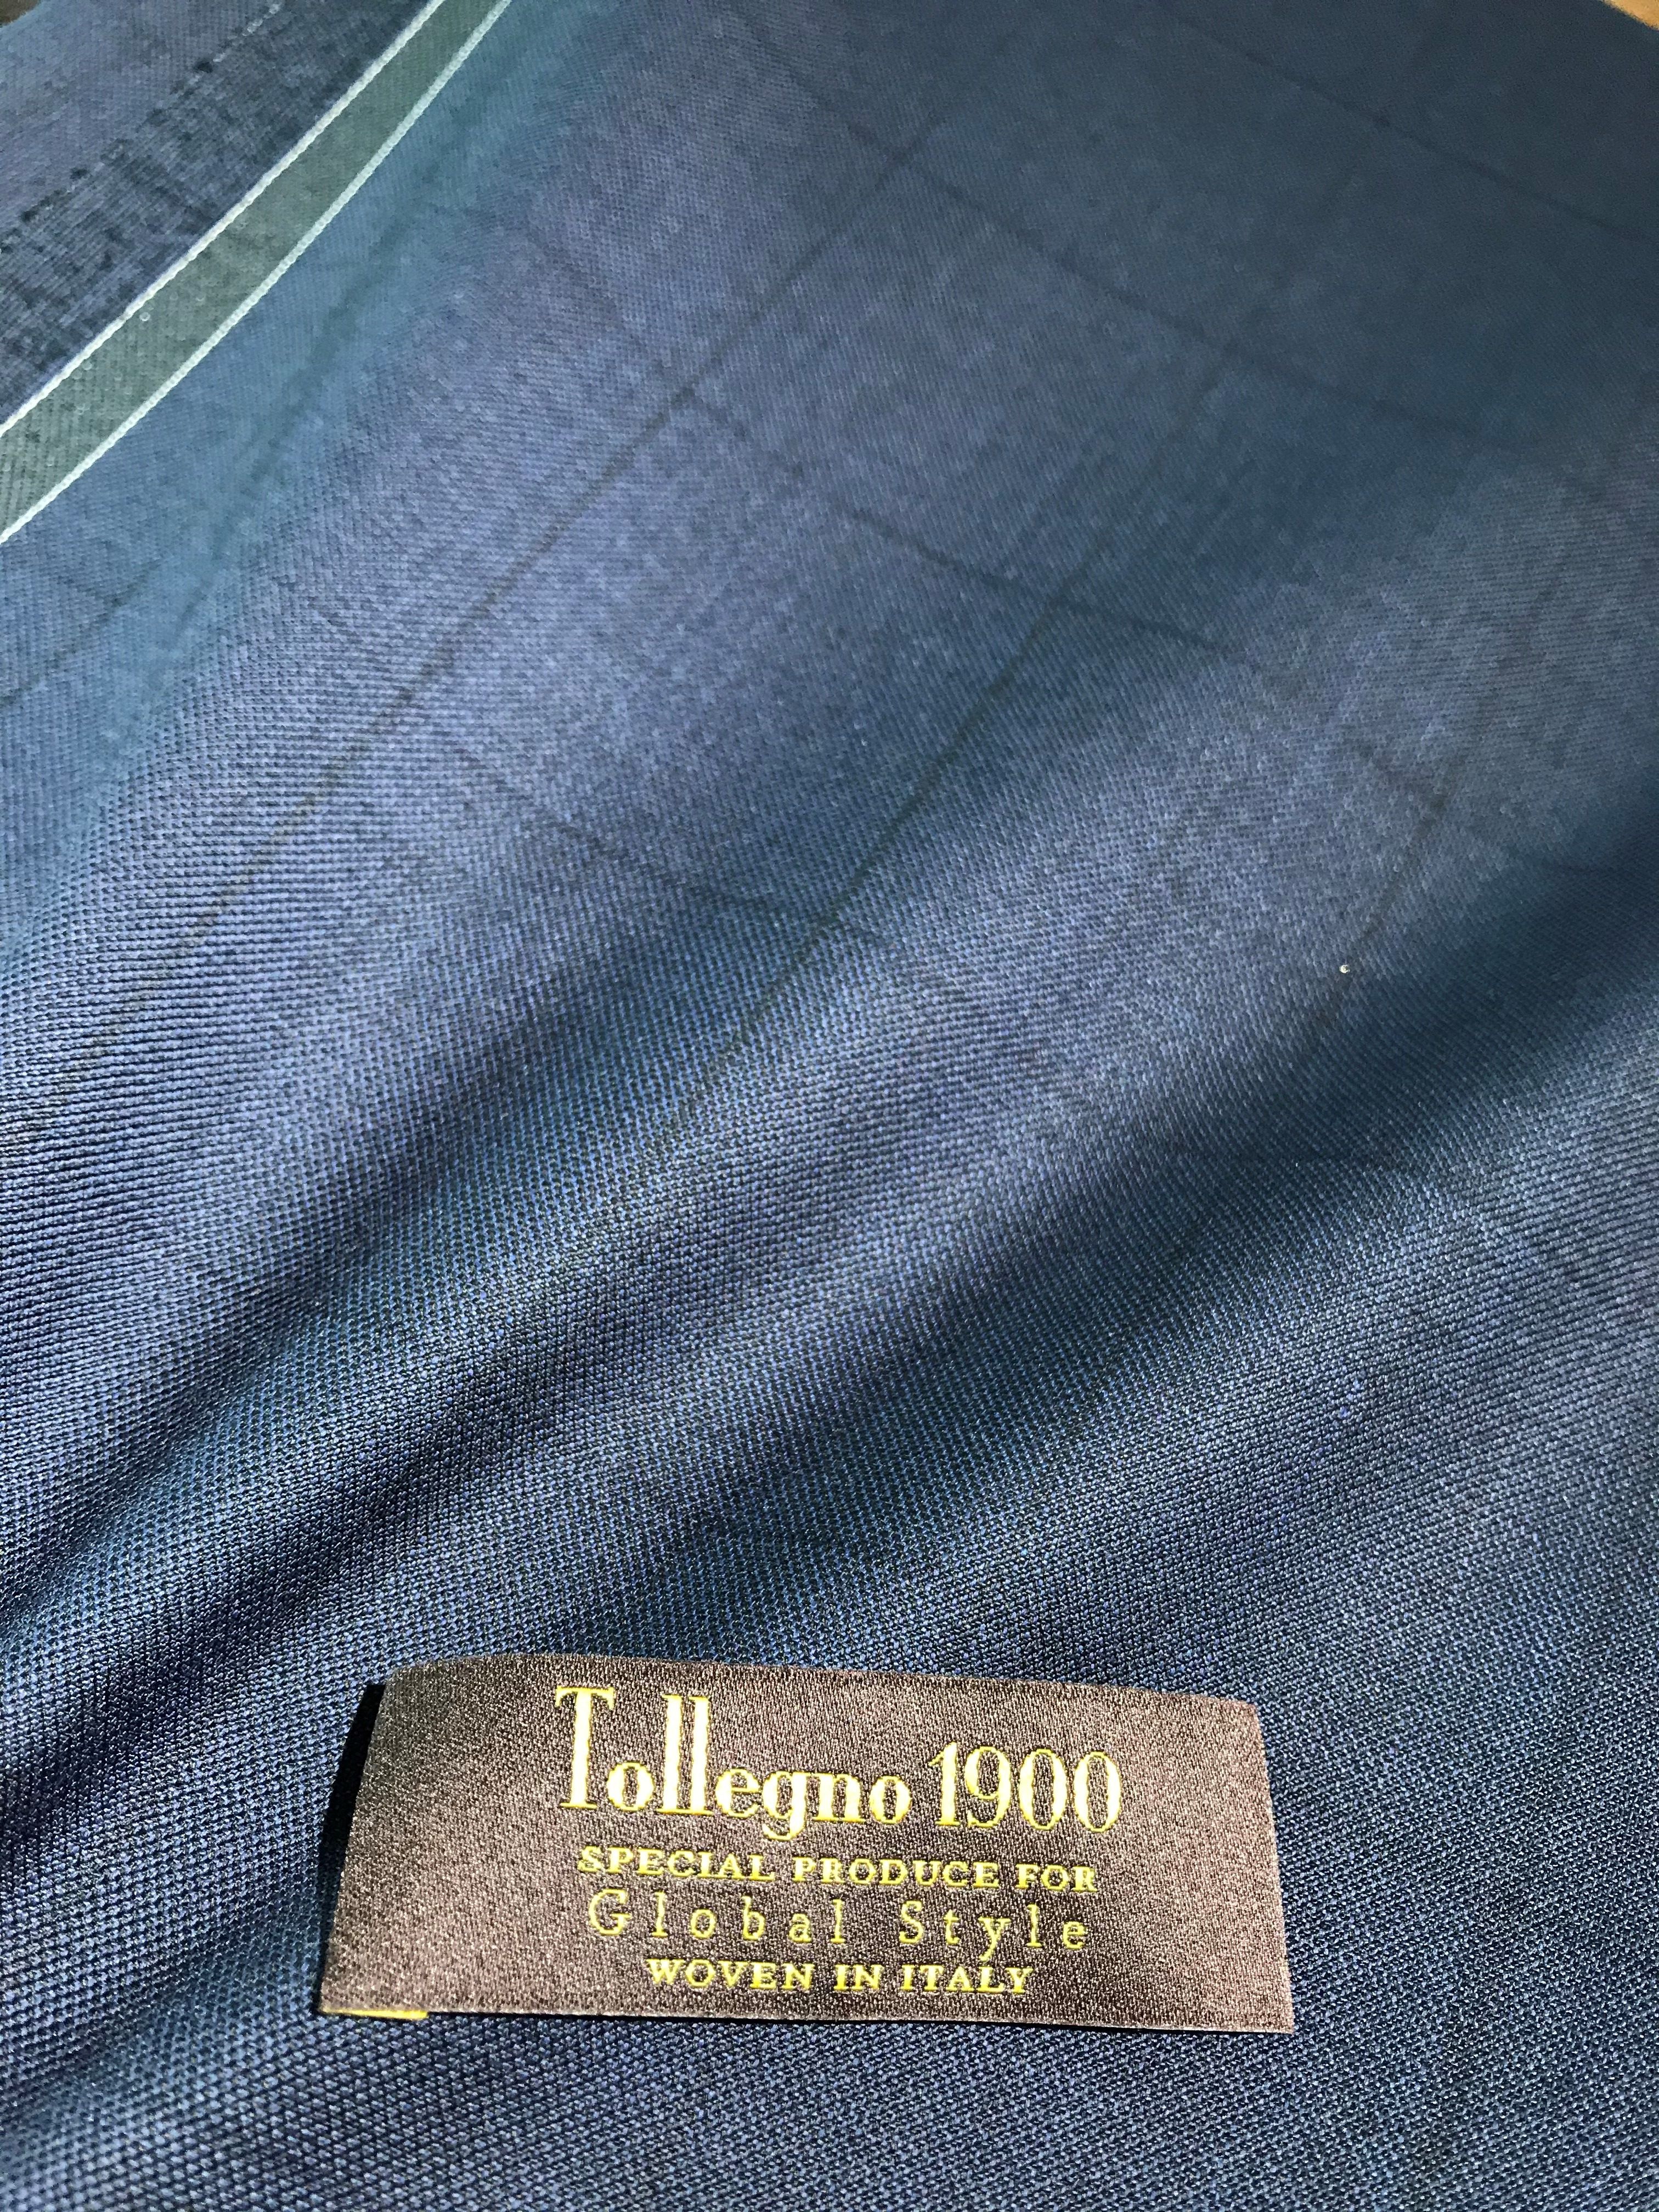 Tollegno 1900
SPECIAL PRODUCE FOR
Global Style
WOVEN IN ITALY